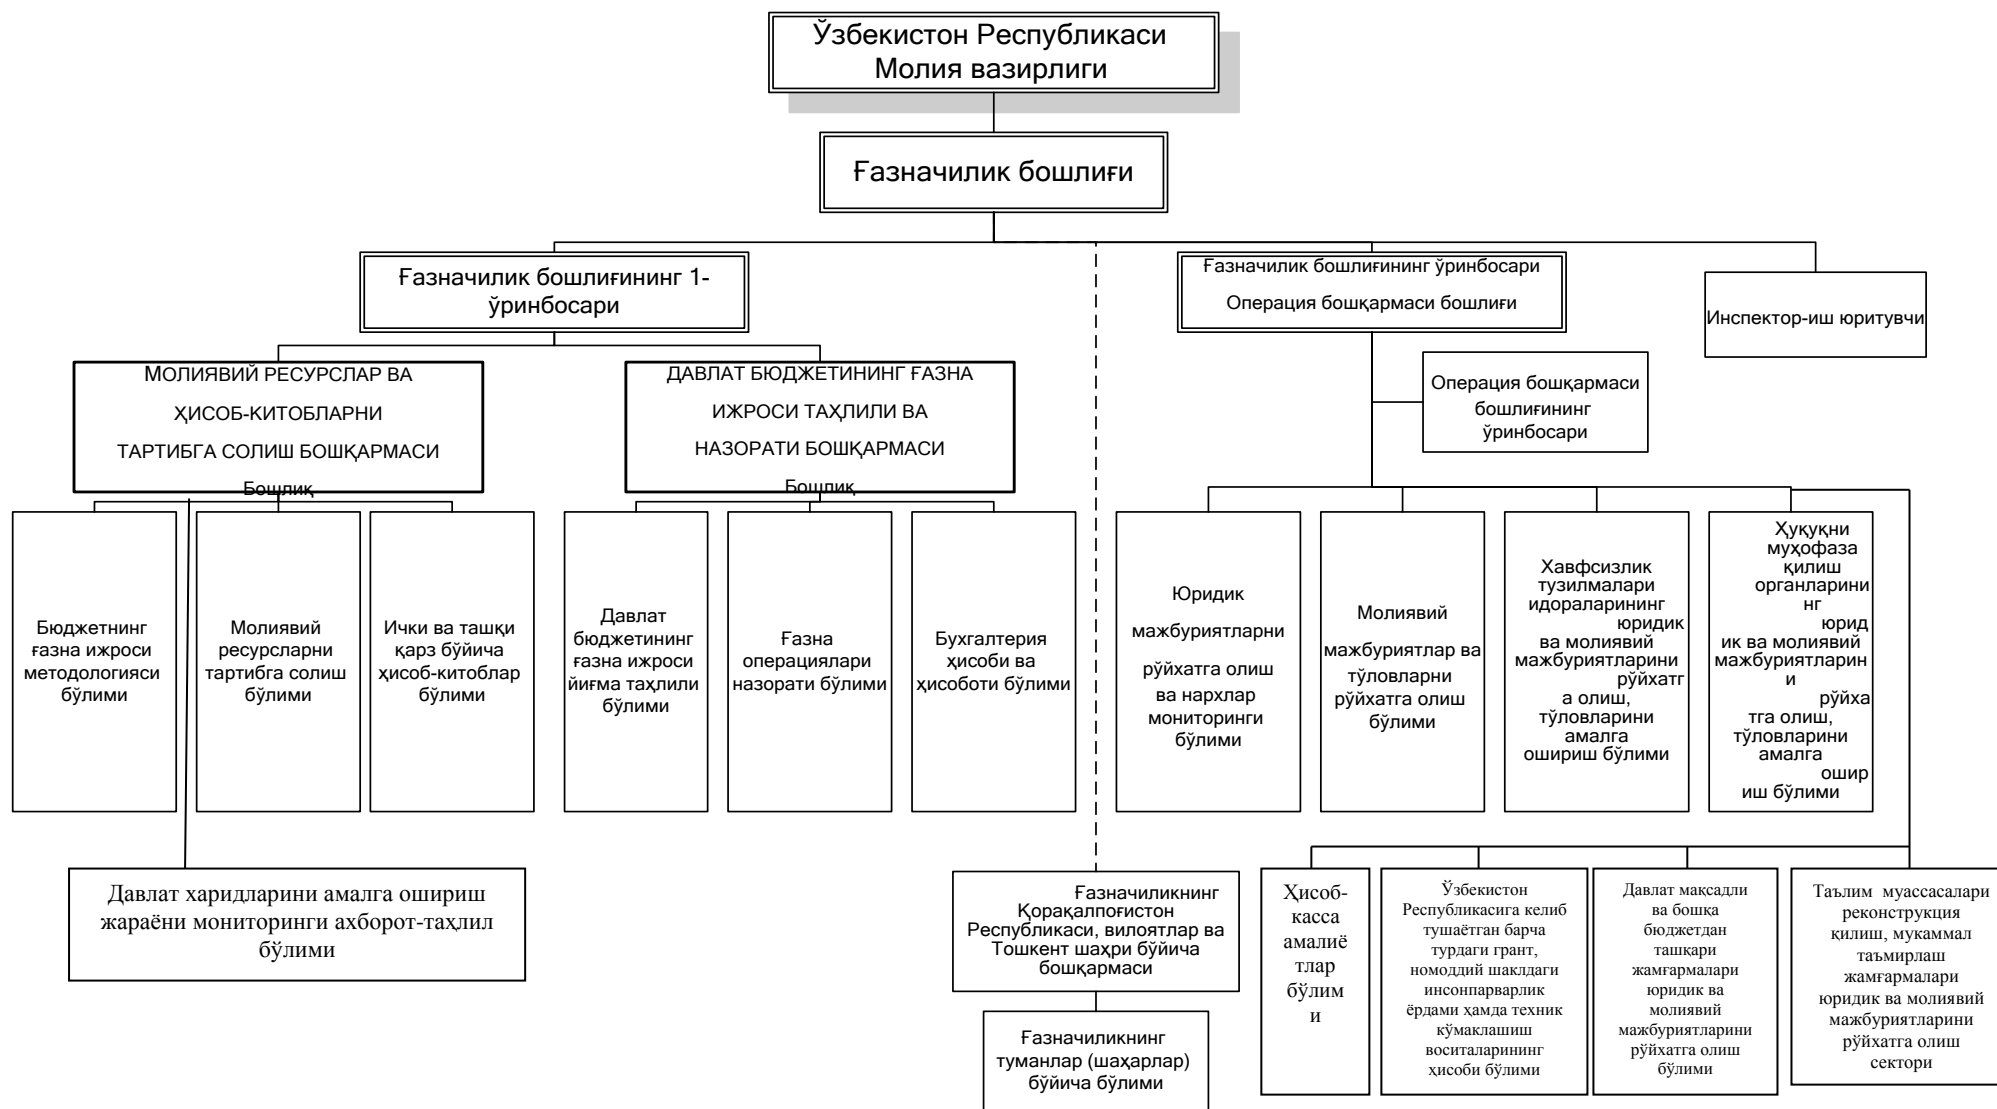 Ўзбекистон Республикаси
Молия вазирлиги
Ғазначилик бошлиғи
Ғазначилик бошлиғининг 1-
ўринбосари
Ғазначилик бошлиғининг ўринбосари
Операция бошқармаси бошлиғи
Инспектор-иш юритувчи
Операция бошқармаси
бошлиғининг
ўринбосари
МОЛИЯВИЙ РЕСУРСЛАР ВА
ҲИСОБ-КИТОБЛАРНИ
ТАРТИБГА СОЛИШ БОШҚАРМАСИ
Бошлиқ
ДАВЛАТ БЮДЖЕТИНИНГ ҒАЗНА
ИЖРОСИ ТАҲЛИЛИ ВА
НАЗОРАТИ БОШҚАРМАСИ
Бошлиқ
Бюджетнинг
ғазна ижроси
методологияси
бўлими
Молиявий
ресурсларни
тартибга солиш
бўлими
Ички ва ташқи
қарз бўйича
ҳисоб-китоблар
бўлими
Давлат
бюджетининг
ғазна ижроси
йиғма таҳлили
бўлими
Ғазна
операциялари
назорати бўлими
Бухгалтерия
ҳисоби ва
ҳисоботи бўлими
Юридик
мажбуриятларни
рўйхатга олиш
ва нархлар
мониторинги
бўлими
Молиявий
мажбуриятлар ва
тўловларни
рўйхатга олиш
бўлими
Хавфсизлик
тузилмалари
идораларининг
юридик
ва молиявий
мажбуриятларини
рўйхатг
а олиш,
тўловларини
амалга
ошириш бўлими
Ҳуқуқни
муҳофаза
қилиш
органларини
нг
юрид
ик ва молиявий
мажбуриятларин
и
рўйха
тга олиш,
тўловларини
амалга
ошир
иш бўлими
Давлат харидларини амалга ошириш
жараёни мониторинги ахборот-таҳлил
бўлими
Ғазначиликнинг
Қорақалпоғистон
Республикаси, вилоятлар ва
Тошкент шаҳри бўйича
бошқармаси
Ғазначиликнинг
туманлар (шаҳарлар)
бўйича бўлими
Ҳисоб-
касса
амалиё
тлар
бўлим
и
Ўзбекистон
Республикасига келиб
тушаётган барча
турдаги грант,
номоддий шаклдаги
инсонпарварлик
ёрдами ҳамда техник
кўмаклашиш
воситаларининг
ҳисоби бўлими
Давлат мақсадли
ва бошқа
бюджетдан
ташқари
жамғармалари
юридик ва
молиявий
мажбуриятларини
рўйхатга олиш
бўлими
Таълим муассасалари
реконструкция
қилиш, мукаммал
таъмирлаш
жамғармалари
юридик ва молиявий
мажбуриятларини
рўйхатга олиш
сектори